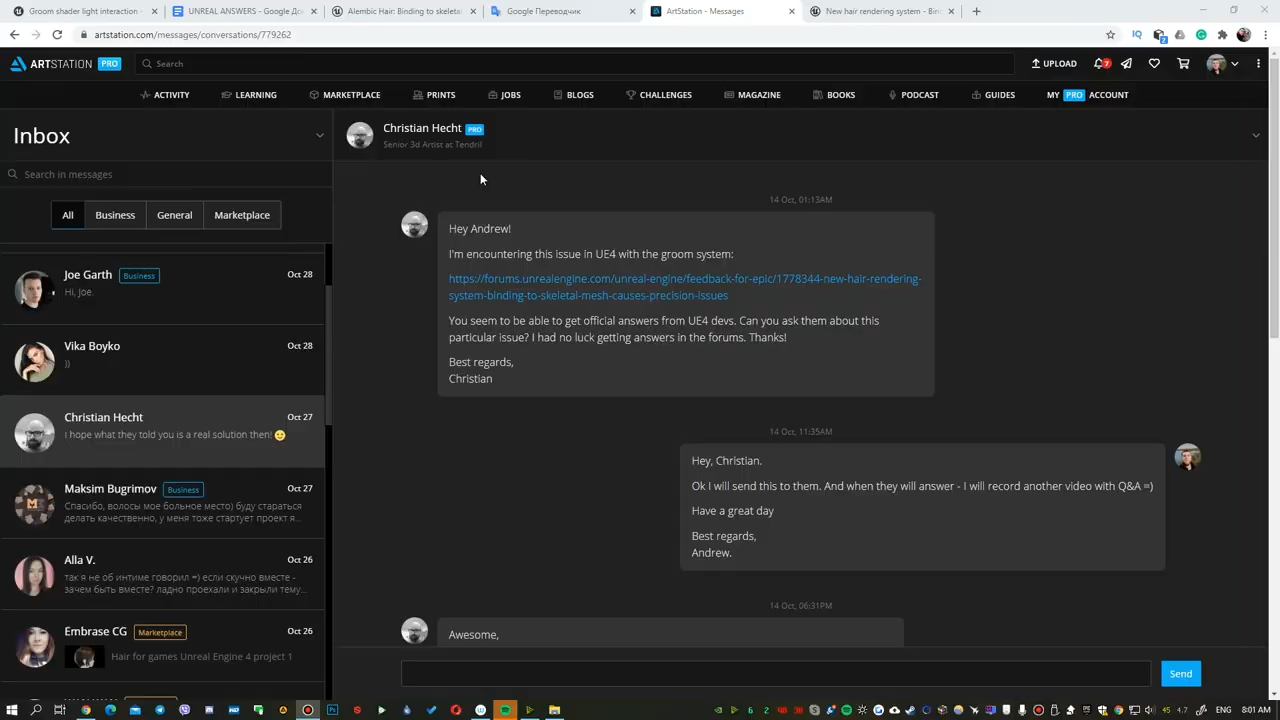 Groom shader light interaction -
UNREAL ANSWERS - Google До
Alembic Hair: Binding to skeletal
Google Переводчик
ArtStation - Messages
New hair rendering system - Bin
artstation.com/messages/conversations/779262
ARTSTATION PRO
Search
UPLOAD
7
ACTIVITY
LEARNING
MARKETPLACE
PRINTS
JOBS
BLOGS
CHALLENGES
MAGAZINE
BOOKS
PODCAST
GUIDES
MY PRO ACCOUNT
Inbox
Search in messages
All
Business
General
Marketplace
Joe Garth Business Oct 28
Hi, Joe.
Vika Boyko Oct 28
))
Christian Hecht Oct 27
I hope what they told you is a real solution then! 🙂
Maksim Bugrimov Business Oct 27
Спасибо, волосы мое больное место) буду стараться
делать качественно, у меня тоже стартует проект я...
Alla V. Oct 26
так я не об интиме говорил =) если скучно вместе -
зачем быть вместе? ладно проехали и закрыли тему...
Embrase CG Marketplace Oct 26
Hair for games Unreal Engine 4 project 1
Christian Hecht PRO
Senior 3d Artist at Tendril
14 Oct, 01:13AM
Hey Andrew!
I'm encountering this issue in UE4 with the groom system:
https://forums.unrealengine.com/unreal-engine/feedback-for-epic/1778344-new-hair-rendering-
system-binding-to-skeletal-mesh-causes-precision-issues
You seem to be able to get official answers from UE4 devs. Can you ask them about this
particular issue? I had no luck getting answers in the forums. Thanks!
Best regards,
Christian
14 Oct, 11:35AM
Hey, Christian.
Ok I will send this to them. And when they will answer - I will record another video with Q&A =)
Have a great day
Best regards,
Andrew.
14 Oct, 06:31PM
Awesome,
Send
ENG 8:01 AM